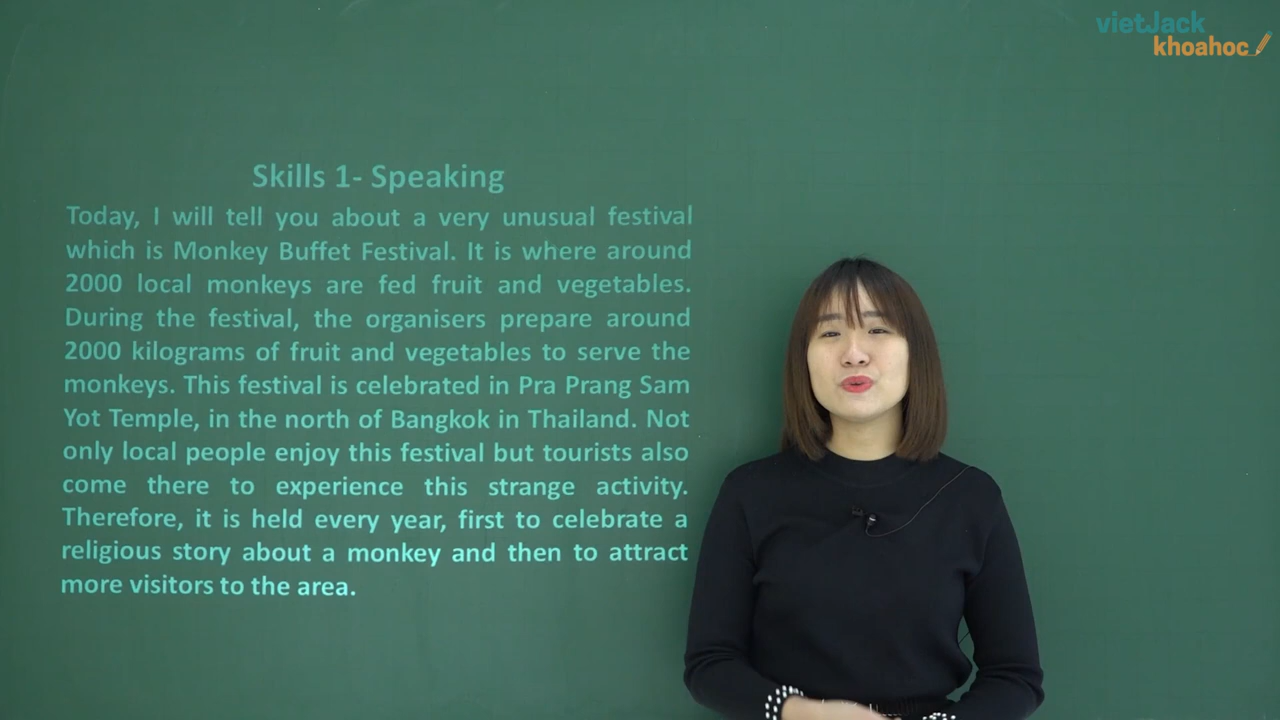 vietJack
khoahoc
Skills 1- Speaking
Today, I will tell you about a very unusual festival
which is Monkey Buffet Festival. It is where around
2000 local monkeys are fed fruit and vegetables.
During the festival, the organisers prepare around
2000 kilograms of fruit and vegetables to serve the
monkeys. This festival is celebrated in Pra Prang Sam
Yot Temple, in the north of Bangkok in Thailand. Not
only local people enjoy this festival but tourists also
come there to experience this strange activity.
Therefore, it is held every year, first to celebrate a
religious story about a monkey and then to attract
more visitors to the area.